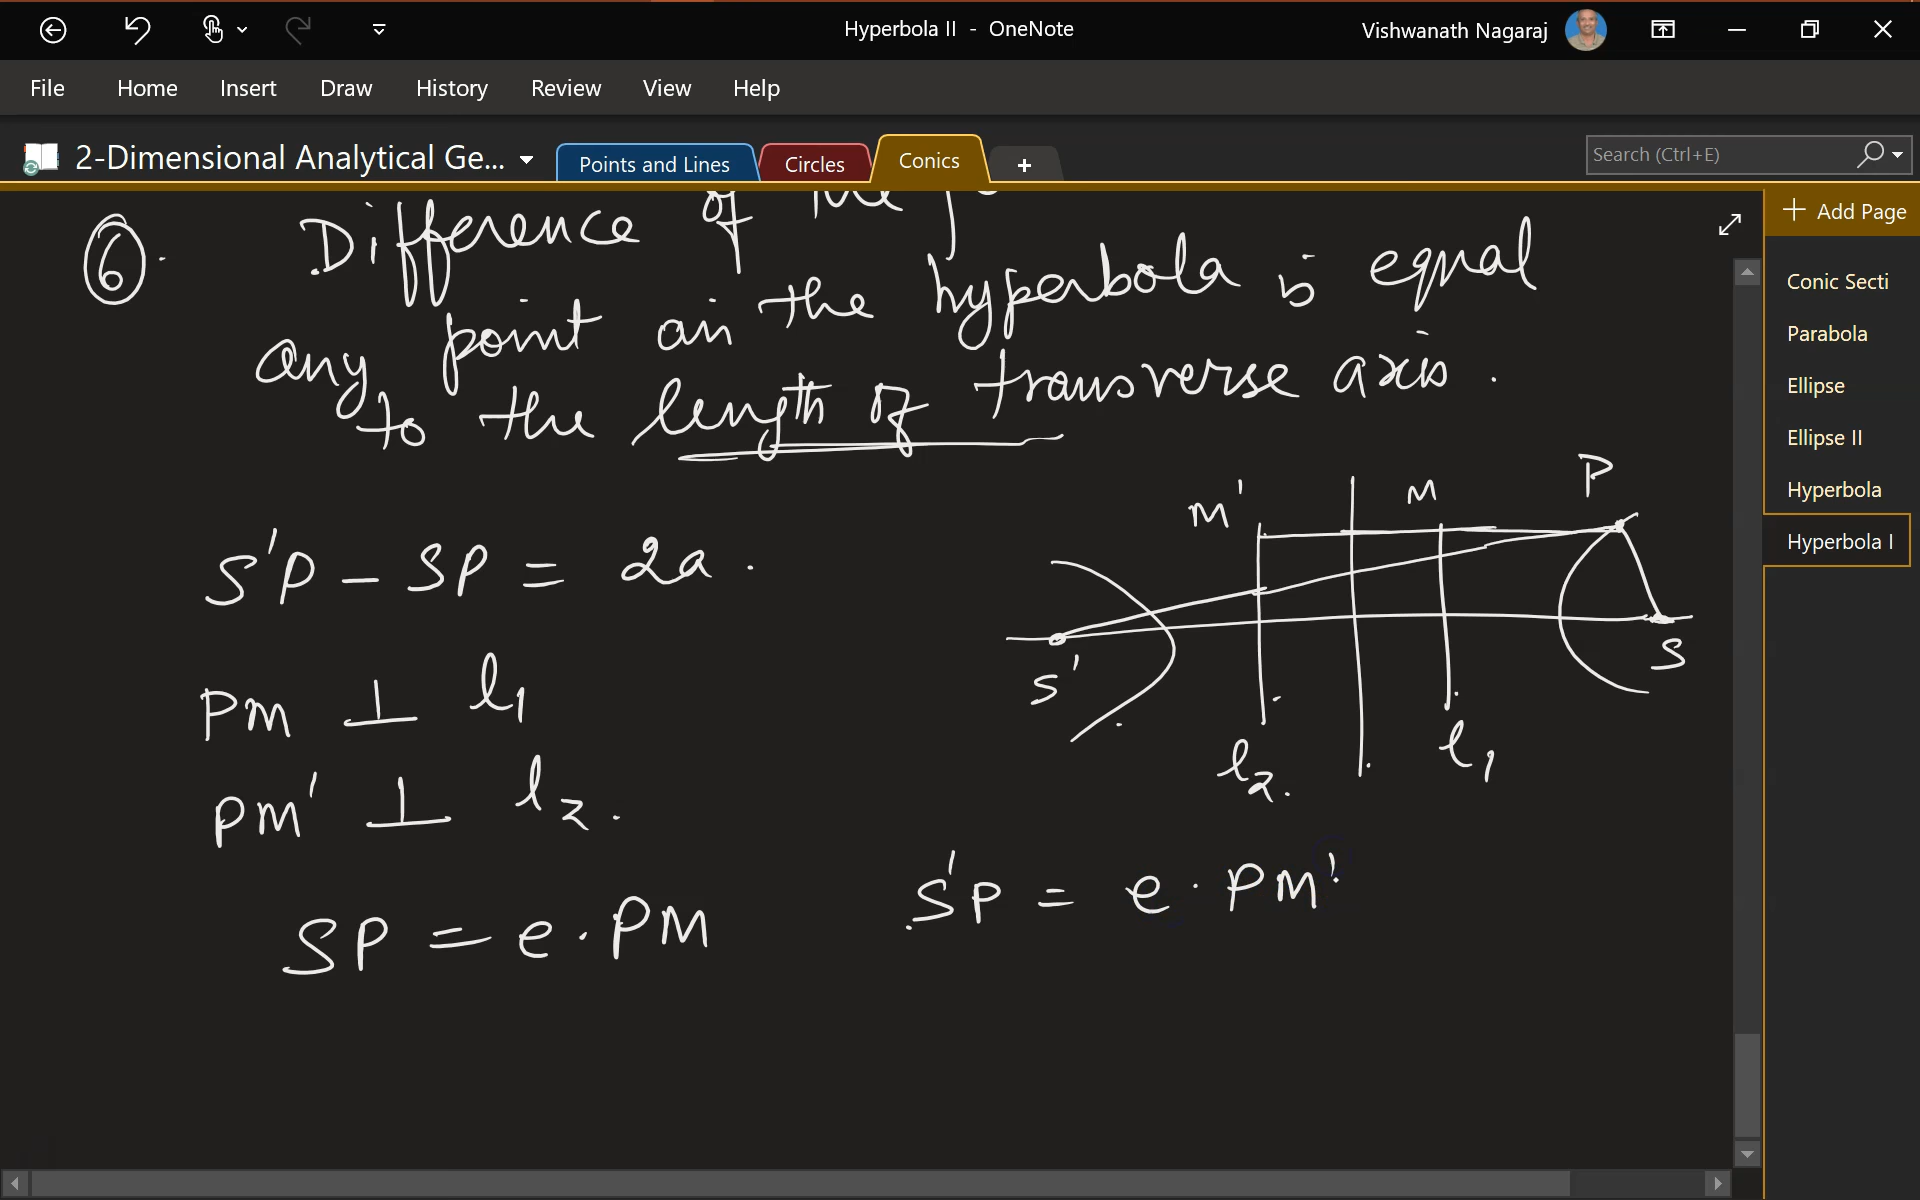 Hyperbola II - OneNote
Vishwanath Nagaraj
File Home Insert Draw History Review View Help
2-Dimensional Analytical Ge...
Points and Lines
Circles
Conics
+
Search (Ctrl+E)
+ Add Page
Conic Secti
Parabola
Ellipse
Ellipse II
Hyperbola
Hyperbola I
⑥. Difference of the
any point on the hyperbola is equal
to the length of transverse axis.
S'P - SP = 2a.
PM ⊥ l₁
PM' ⊥ l₂.
SP = e · PM
S'P = e · PM'
M' M P
S' S
l₂. l₁